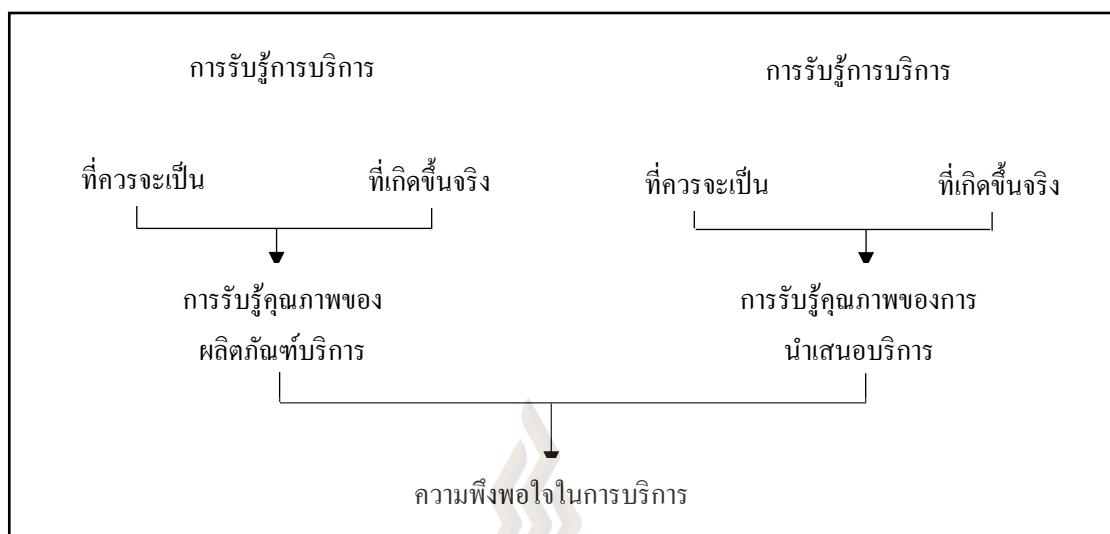 การรับรู้การบริการ
การรับรู้การบริการ
ที่ควรจะเป็น
ที่เกิดขึ้นจริง
ที่ควรจะเป็น
ที่เกิดขึ้นจริง
การรับรู้คุณภาพของ
ผลิตภัณฑ์บริการ
การรับรู้คุณภาพของการ
นำเสนอบริการ
ความพึงพอใจในการบริการ